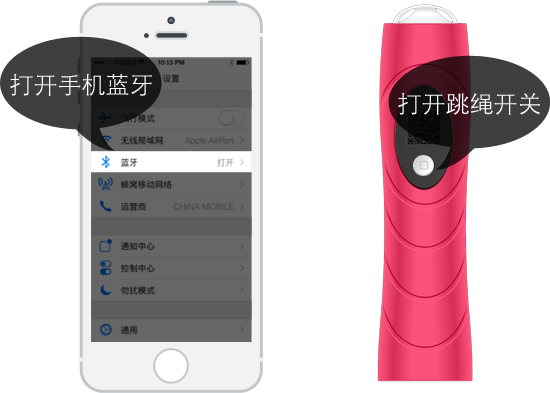 10:13 PM
设置
打开手机蓝牙
飞行模式
无线局域网 Apple AirPort
蓝牙 打开
蜂窝移动网络
运营商 CHINA MOBILE
通知中心
控制中心
勿扰模式
通用
打开跳绳开关